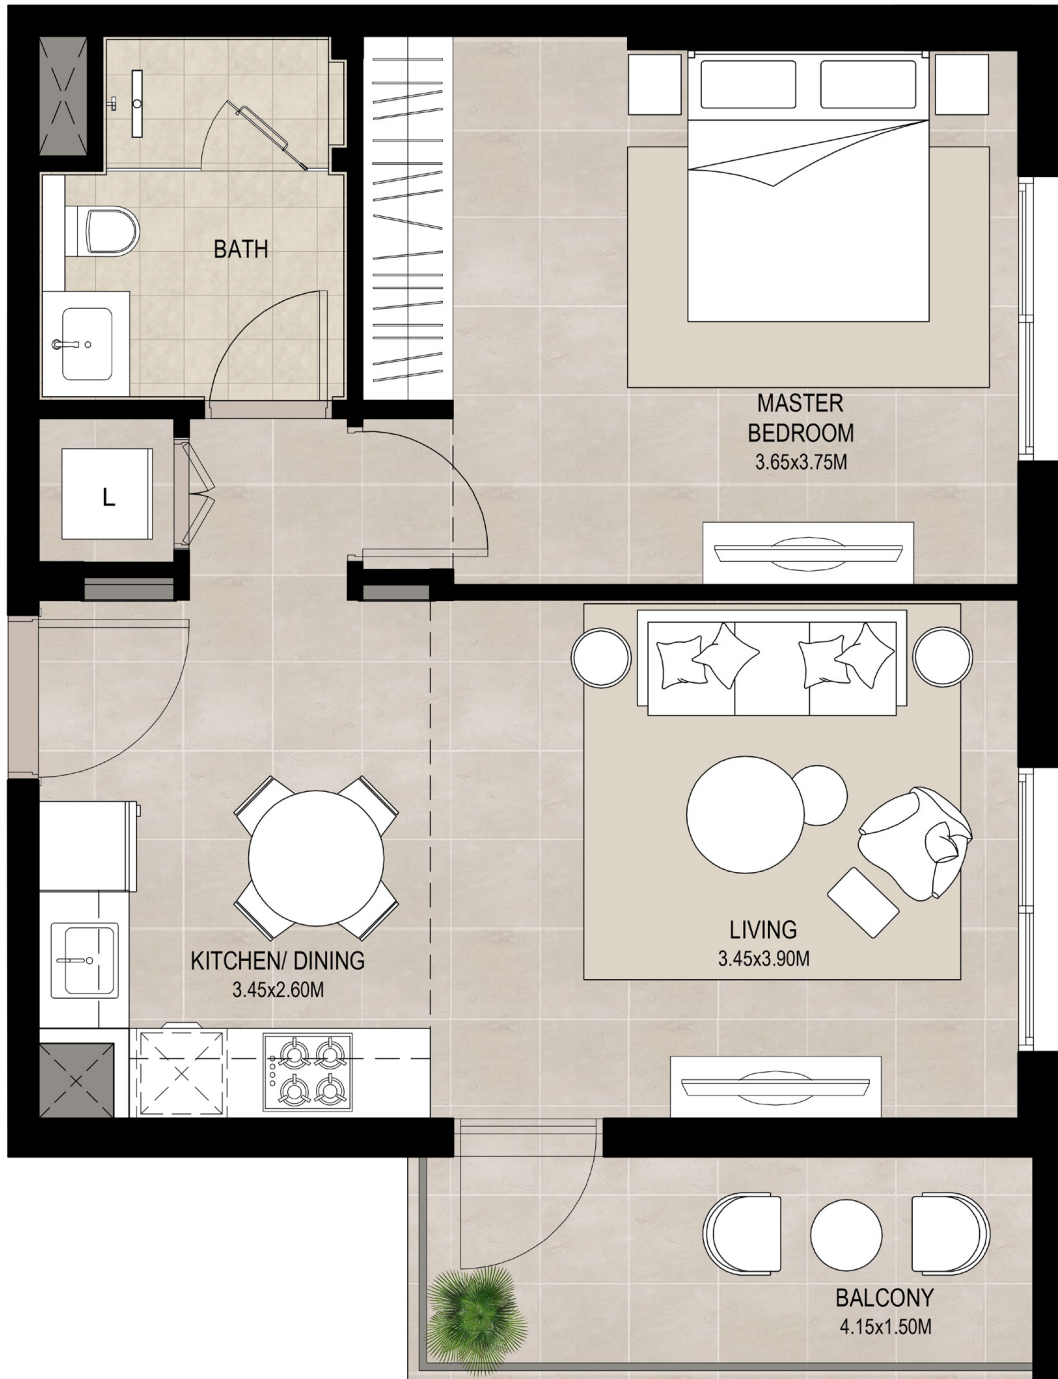 BATH
MASTER
BEDROOM
3.65x3.75M
L
LIVING
3.45x3.90M
KITCHEN/ DINING
3.45x2.60M
BALCONY
4.15x1.50M